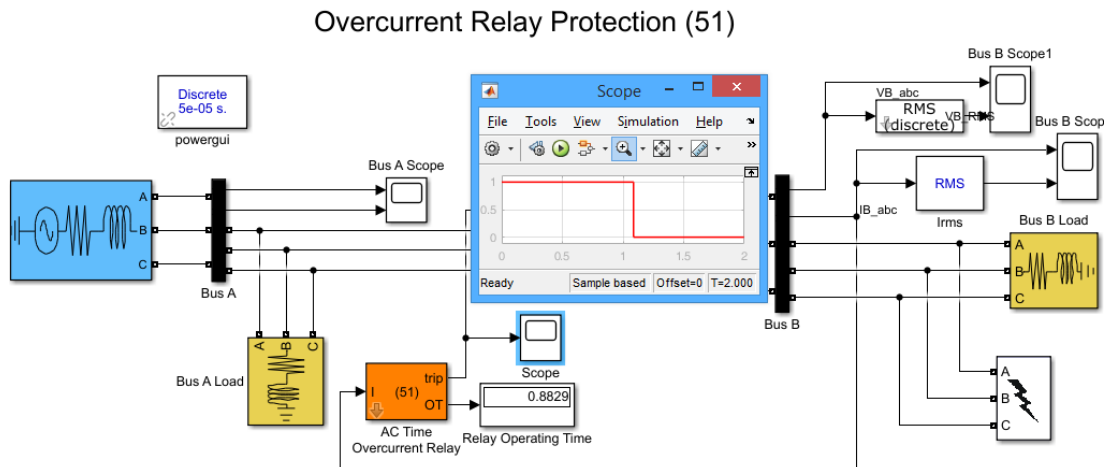 Overcurrent Relay Protection (51)
Discrete
5e-05 s.
powergui
A
B
C
Bus A
Bus A Scope
A
B
C
Bus A Load
Scope
File Tools View Simulation Help
1
0.5
0
0
0.5
1
1.5
2
Ready
Sample based
Offset=0
T=2.000
Scope
I
(51)
trip
OT
AC Time
Overcurrent Relay
0.8829
Relay Operating Time
Bus B
Bus B Scope1
VB_abc
RMS
(discrete)
VB_RMS
Bus B Scop
RMS
Irms
IB_abc
Bus B Load
A
B
C
A
B
C